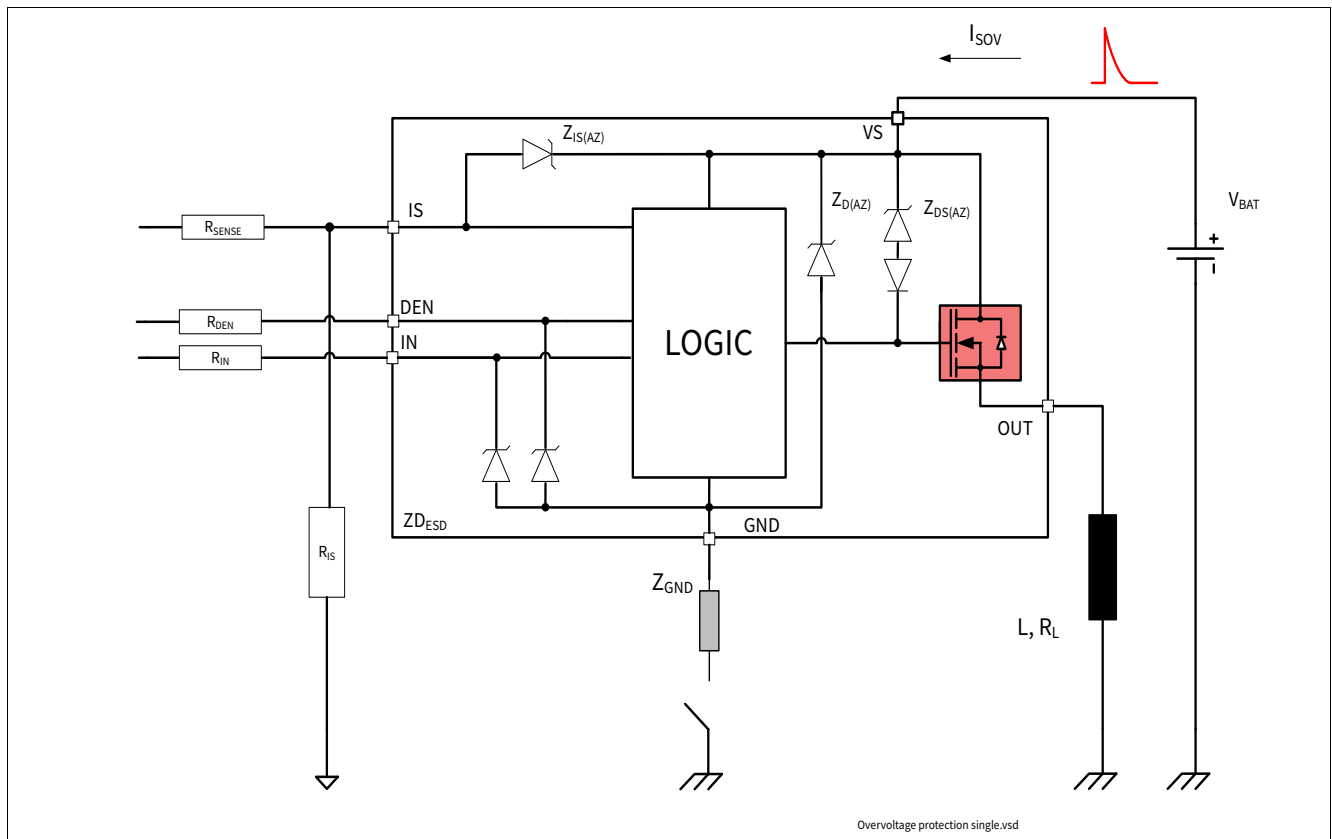 I_SOV
VS
Z_IS(AZ)
Z_D(AZ)
Z_DS(AZ)
V_BAT
+
IS
R_SENSE
DEN
R_DEN
IN
R_IN
LOGIC
OUT
ZD_ESD
GND
R_IS
Z_GND
L, R_L
Overvoltage protection single.vsd